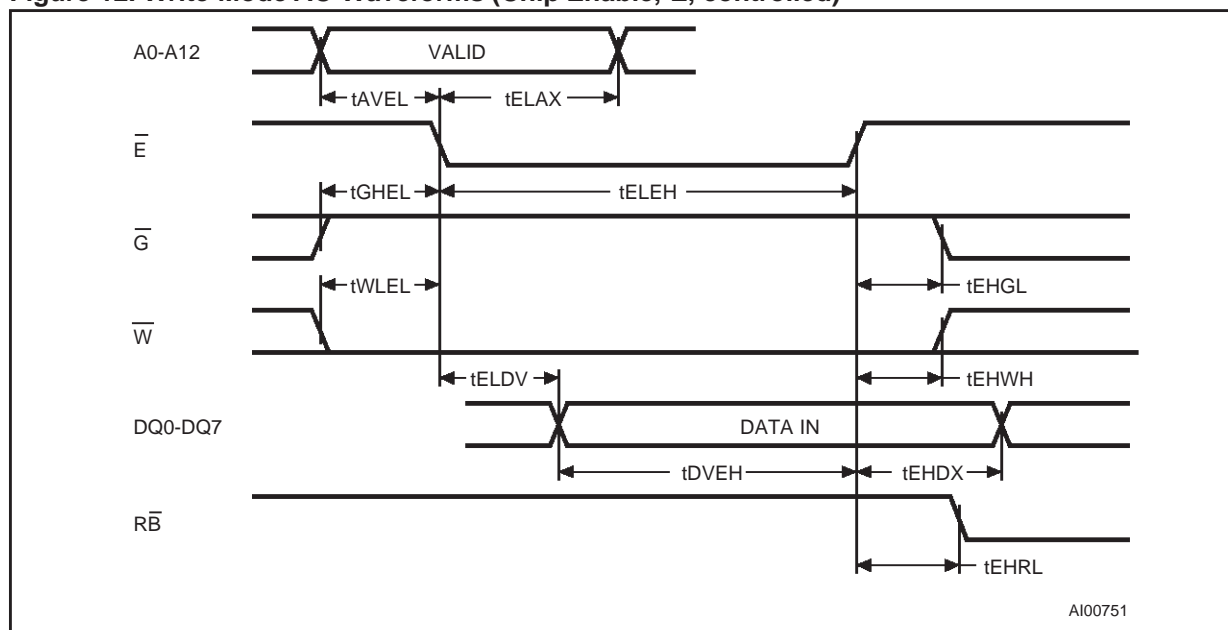 A0-A12
VALID
tAVEL
tELAX
E
tGHEL
tELEH
G
tWLEL
tEHGL
W
tELDV
tEHWH
DQ0-DQ7
DATA IN
tDVEH
tEHDX
RB
tEHRL
AI00751